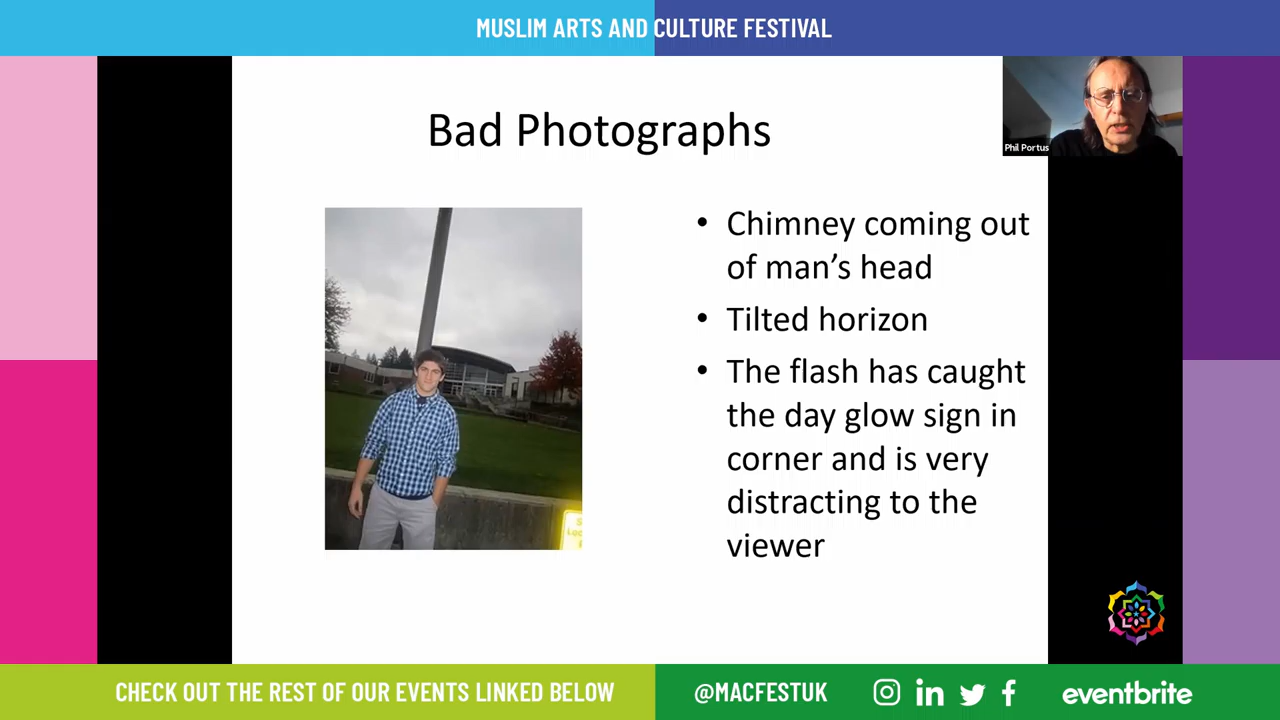 MUSLIM ARTS AND CULTURE FESTIVAL
Phil Portus
Bad Photographs
• Chimney coming out
of man’s head
• Tilted horizon
• The flash has caught
the day glow sign in
corner and is very
distracting to the
viewer
CHECK OUT THE REST OF OUR EVENTS LINKED BELOW
@MACFESTUK
eventbrite